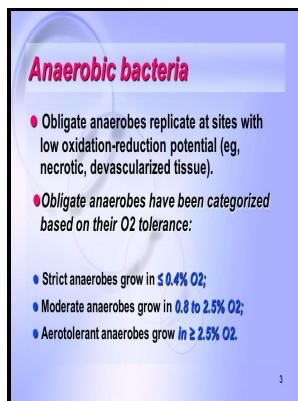 Anaerobic bacteria
Obligate anaerobes replicate at sites with
low oxidation-reduction potential (eg,
necrotic, devascularized tissue).
Obligate anaerobes have been categorized
based on their O2 tolerance:
Strict anaerobes grow in ≤ 0.4% O2;
Moderate anaerobes grow in 0.8 to 2.5% O2;
Aerotolerant anaerobes grow in ≥ 2.5% O2.
3